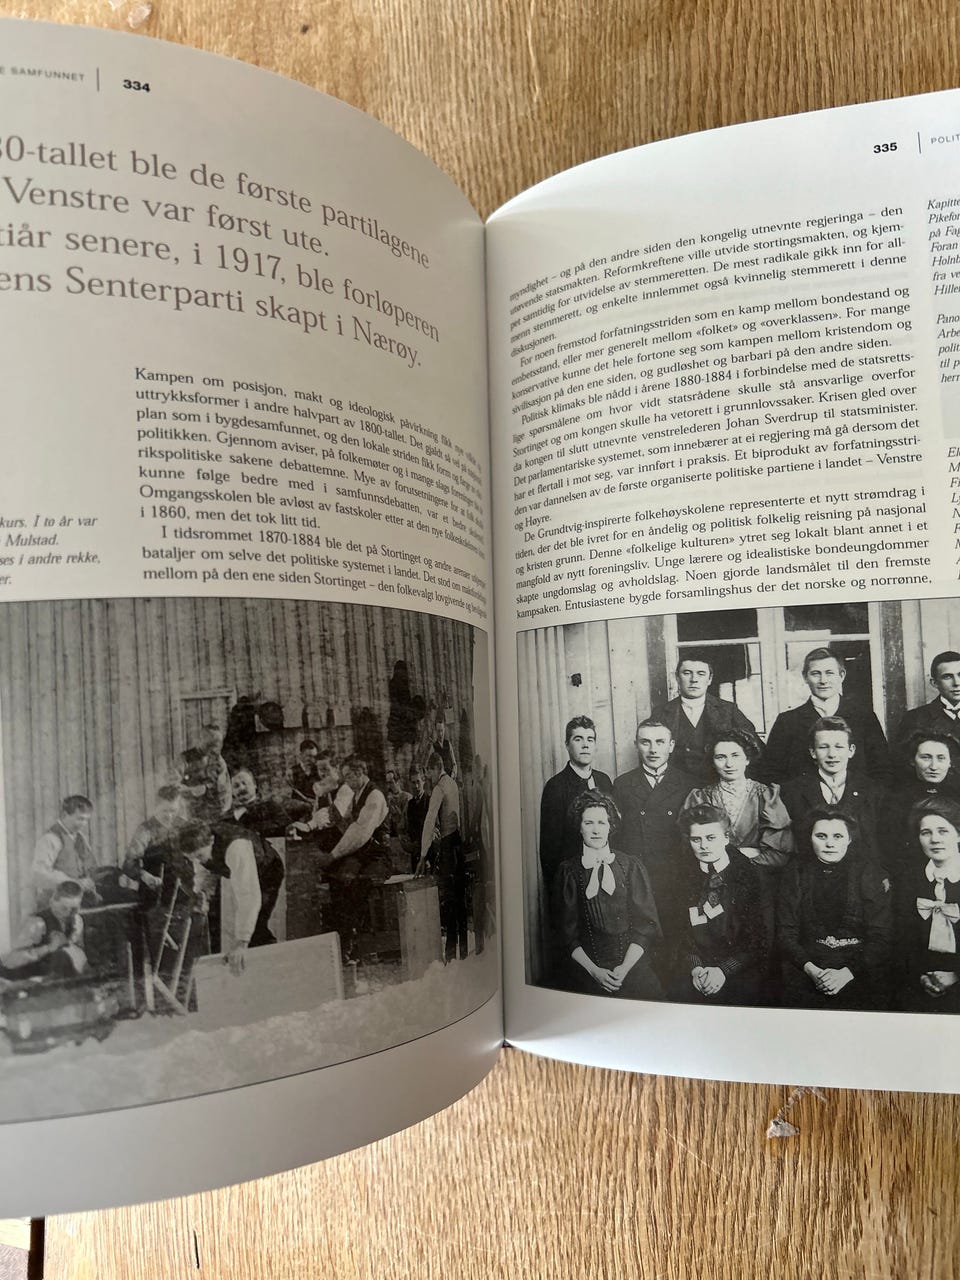 E SAMFUNNET
334
30-tallet ble de første partilagene
Venstre var først ute.
tiår senere, i 1917, ble forløperen
ens Senterparti skapt i Nærøy.
Kampen om posisjon, makt og ideologisk påvirkning fikk nye
uttrykksformer i andre halvpart av 1800-tallet. Det gjaldt så vel på
plan som i bygdesamfunnet, og den lokale striden fikk form og farge av
politikken. Gjennom aviser, på folkemøter og i mange slags foreninger ble
rikspolitiske sakene debattemne. Mye av forutsetningene for at folk
kunne følge bedre med i samfunnsdebatten, var et bedre
Omgangsskolen ble avløst av fastskoler etter at den nye
i 1860, men det tok litt tid.
I tidsrommet 1870-1884 ble det på Stortinget og andre arenaer
bataljer om selve det politiske systemet i landet. Det stod om
mellom på den ene siden Stortinget – den folkevalgt lovgivende og
kurs. I to år var
Mulstad.
ses i andre rekke,
er.
335
POLIT
myndighet – og på den andre siden den kongelig utnevnte regjeringa – den
utøvende statsmakten. Reformkreftene ville utvide stortingsmakten, og kjem-
pet samtidig for utvidelse av stemmeretten. De mest radikale gikk inn for all-
menn stemmerett, og enkelte innlemmet også kvinnelig stemmerett i denne
diskusjonen.
For noen fremstod forfatningsstriden som en kamp mellom bondestand og
embetsstand, eller mer generelt mellom «folket» og «overklassen». For mange
konservative kunne det hele fortone seg som kampen mellom kristendom og
sivilisasjon på den ene siden, og gudløshet og barbari på den andre siden.
Politisk klimaks ble nådd i årene 1880-1884 i forbindelse med de statsretts-
lige spørsmålene om hvor vidt statsrådene skulle stå ansvarlige overfor
Stortinget og om kongen skulle ha vetorett i grunnlovssaker. Krisen gled over
da kongen til slutt utnevnte venstrelederen Johan Sverdrup til statsminister.
Det parlamentariske systemet, som innebærer at ei regjering må gå dersom det
har et flertall i mot seg, var innført i praksis. Et biprodukt av forfatningsstri-
den var dannelsen av de første organiserte politiske partiene i landet – Venstre
og Høyre.
De Grundtvig-inspirerte folkehøyskolene representerte et nytt strømdrag i
tiden, der det ble ivret for en åndelig og politisk folkelig reisning på nasjonal
og kristen grunn. Denne «folkelige kulturen» ytret seg lokalt blant annet i et
mangfold av nytt foreningsliv. Unge lærere og idealistiske bondeungdommer
skapte ungdomslag og avholdslag. Noen gjorde landsmålet til den fremste
kampsaken. Entusiastene bygde forsamlingshus der det norske og norrøne,
Kapitte
Pikefor
på Fag
Foran
Holnb
fra ve
Hiller
Pano
Arbe
polit
til p
herr
El
M
Fi
L
N
F